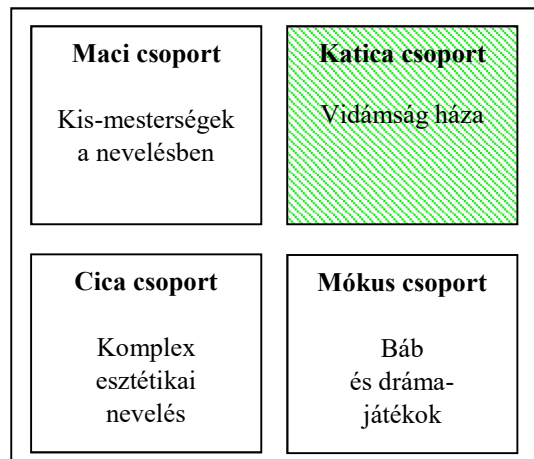 Maci csoport
Kis-mesterségek
a nevelésben
Katica csoport
Vidámság háza
Cica csoport
Komplex
esztétikai
nevelés
Mókus csoport
Báb
és dráma-
játékok